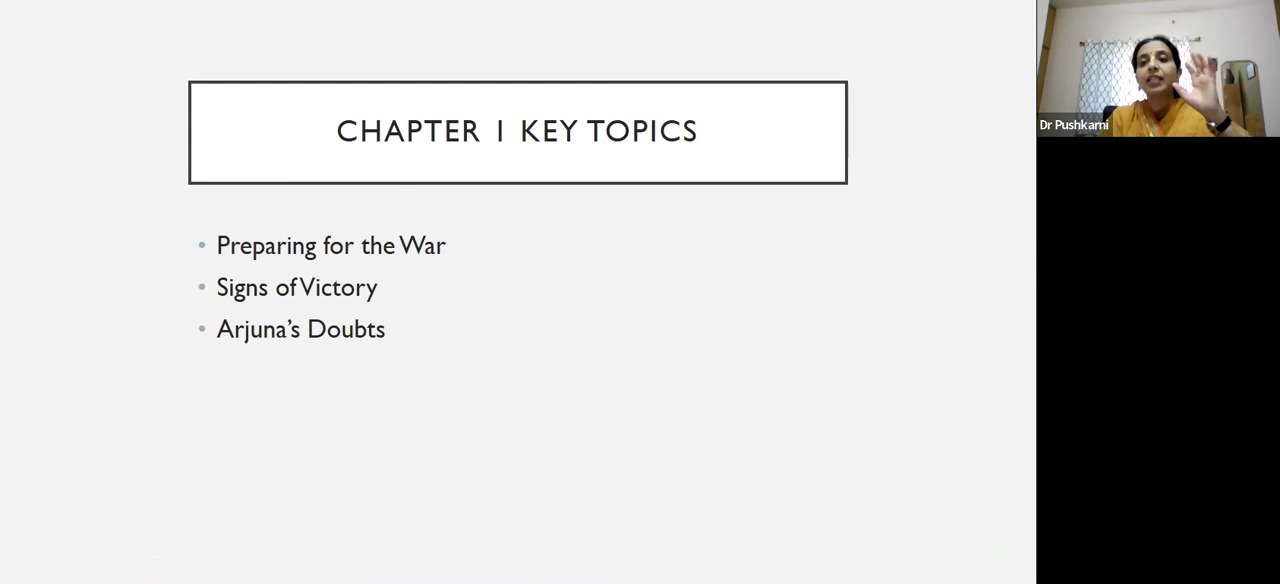 CHAPTER 1 KEY TOPICS
• Preparing for the War
• Signs of Victory
• Arjuna’s Doubts
Dr Pushkarni